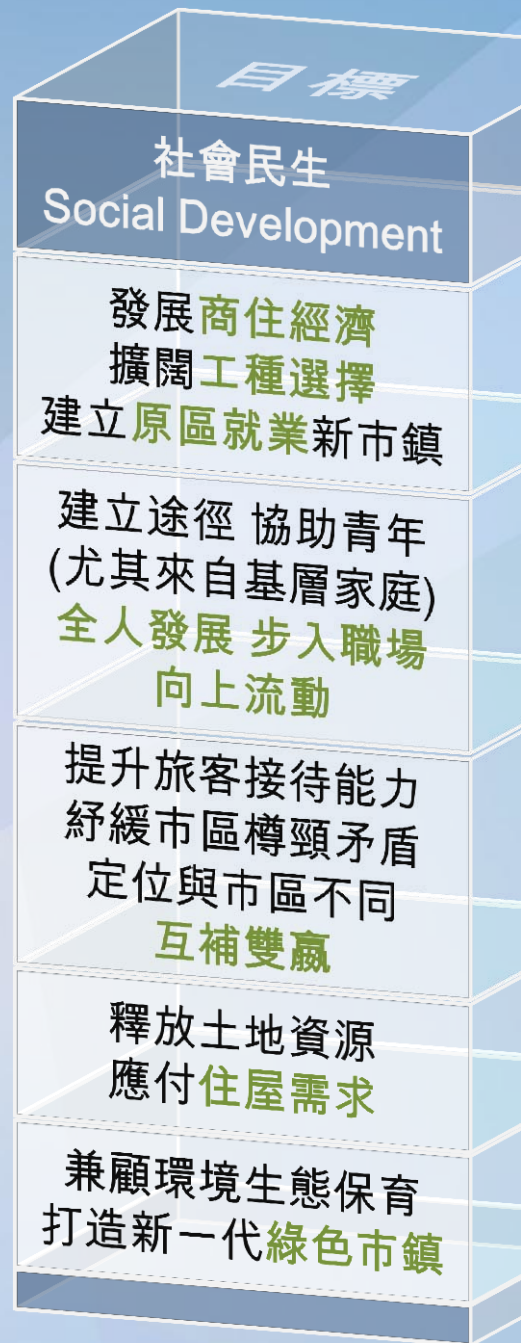 目標
社會民生
Social Development
發展商住經濟
擴闊工種選擇
建立原區就業新市鎮
建立途徑 協助青年
(尤其來自基層家庭)
全人發展 步入職場
向上流動
提升旅客接待能力
紓緩市區樽頸矛盾
定位與市區不同
互補雙贏
釋放土地資源
應付住屋需求
兼顧環境生態保育
打造新一代綠色市鎮